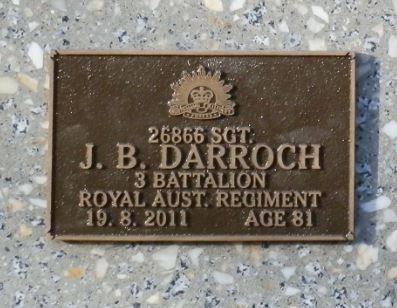 26866 SGT.
J. B. DARROCH
3 BATTALION
ROYAL AUST. REGIMENT
19. 8. 2011 AGE 81